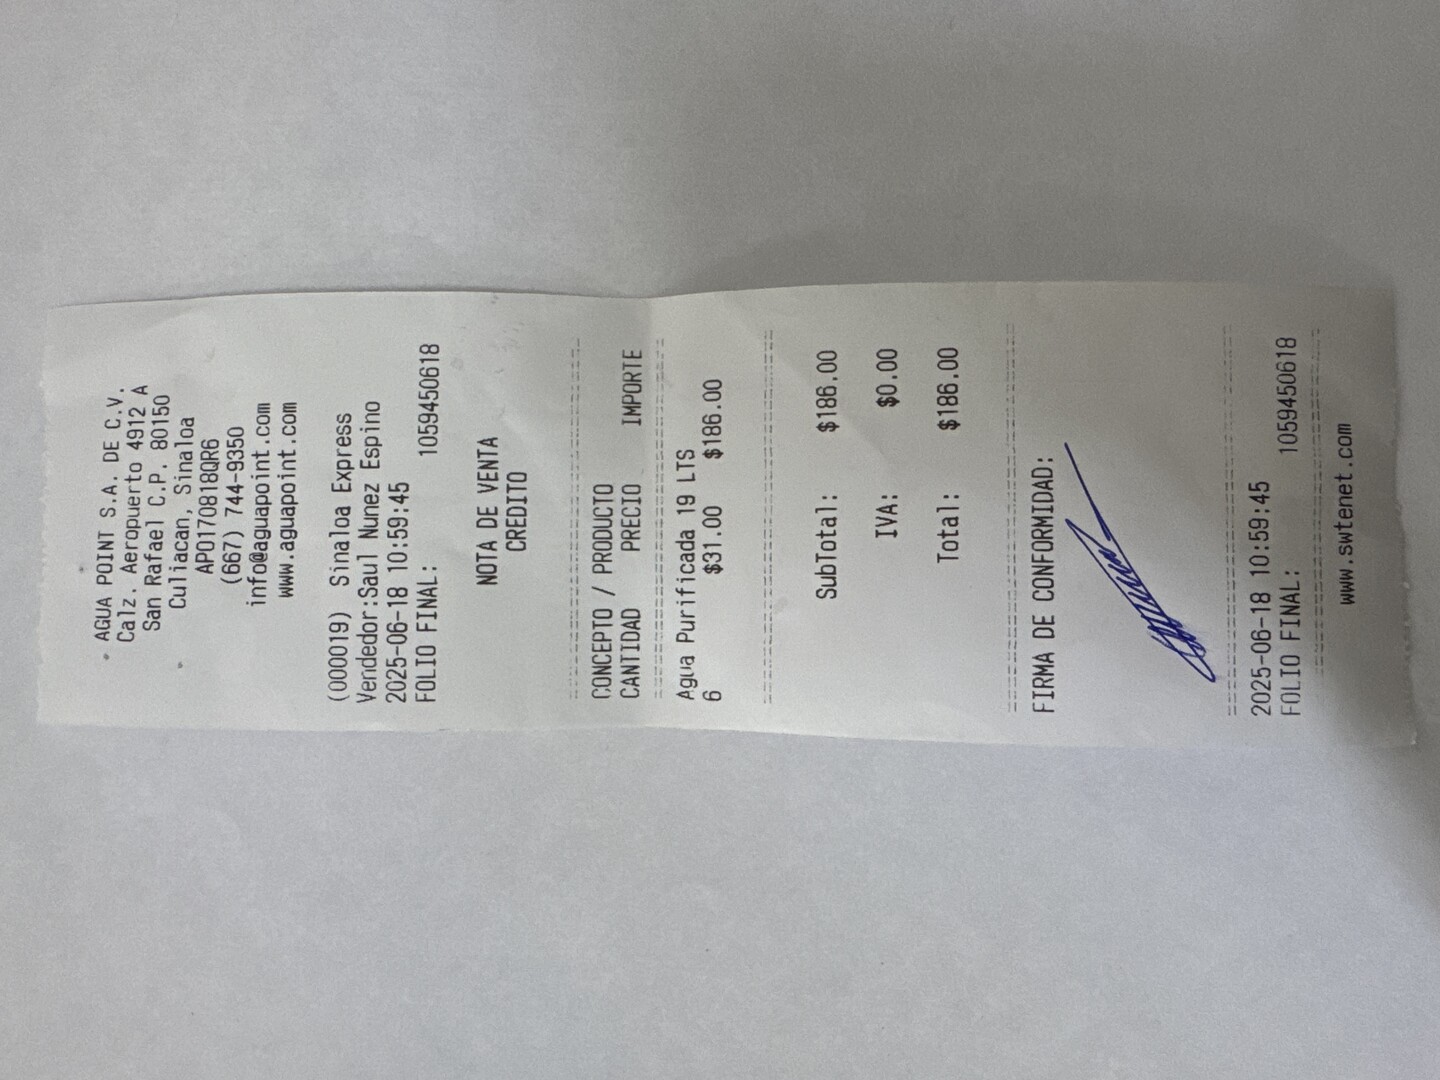 AGUA POINT S.A. DE C.V.
Calz. Aeropuerto 4912 A
San Rafael C.P. 80150
Culiacan, Sinaloa
APO170818QR6
(667) 744-9350
info@aguapoint.com
www.aguapoint.com
(000019) Sinaloa Express
Vendedor:Saul Nunez Espino
2025-06-18 10:59:45
FOLIO FINAL: 1059450618
NOTA DE VENTA
CREDITO
CONCEPTO / PRODUCTO
CANTIDAD PRECIO IMPORTE
Agua Purificada 19 LTS
6 $31.00 $186.00
SubTotal: $186.00
IVA: $0.00
Total: $186.00
FIRMA DE CONFORMIDAD:
2025-06-18 10:59:45
FOLIO FINAL: 1059450618
www.swtenet.com